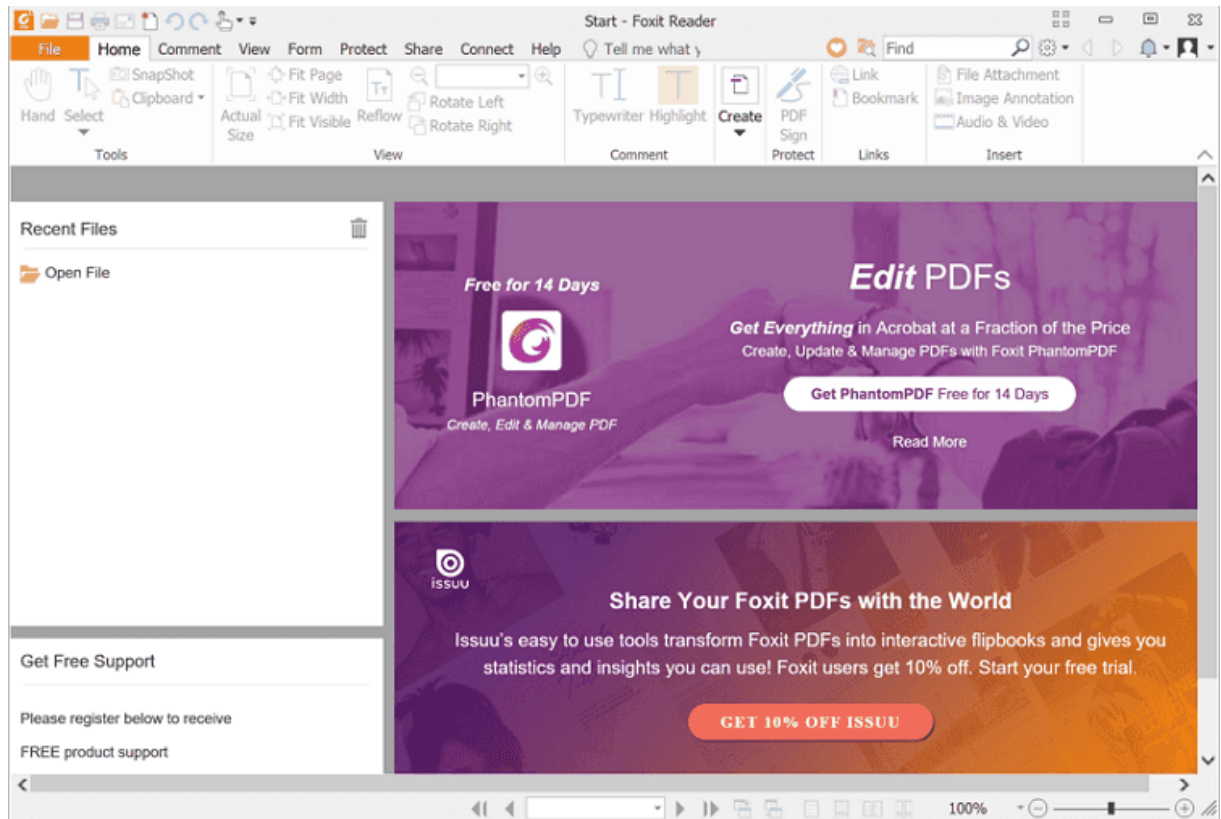 Start - Foxit Reader
File Home Comment View Form Protect Share Connect Help Tell me what y Find
SnapShot
Clipboard
Hand Select
Tools
Fit Page
Fit Width
Fit Visible
Actual
Size
Reflow
Rotate Left
Rotate Right
View
Typewriter Highlight
Comment
Create
PDF
Sign
Protect
Link
Bookmark
Links
File Attachment
Image Annotation
Audio & Video
Insert
Recent Files
Open File
Free for 14 Days
PhantomPDF
Create, Edit & Manage PDF
Edit PDFs
Get Everything in Acrobat at a Fraction of the Price
Create, Update & Manage PDFs with Foxit PhantomPDF
Get PhantomPDF Free for 14 Days
Read More
issuu
Share Your Foxit PDFs with the World
Issuu's easy to use tools transform Foxit PDFs into interactive flipbooks and gives you
statistics and insights you can use! Foxit users get 10% off. Start your free trial.
GET 10% OFF ISSUU
Get Free Support
Please register below to receive
FREE product support
100%